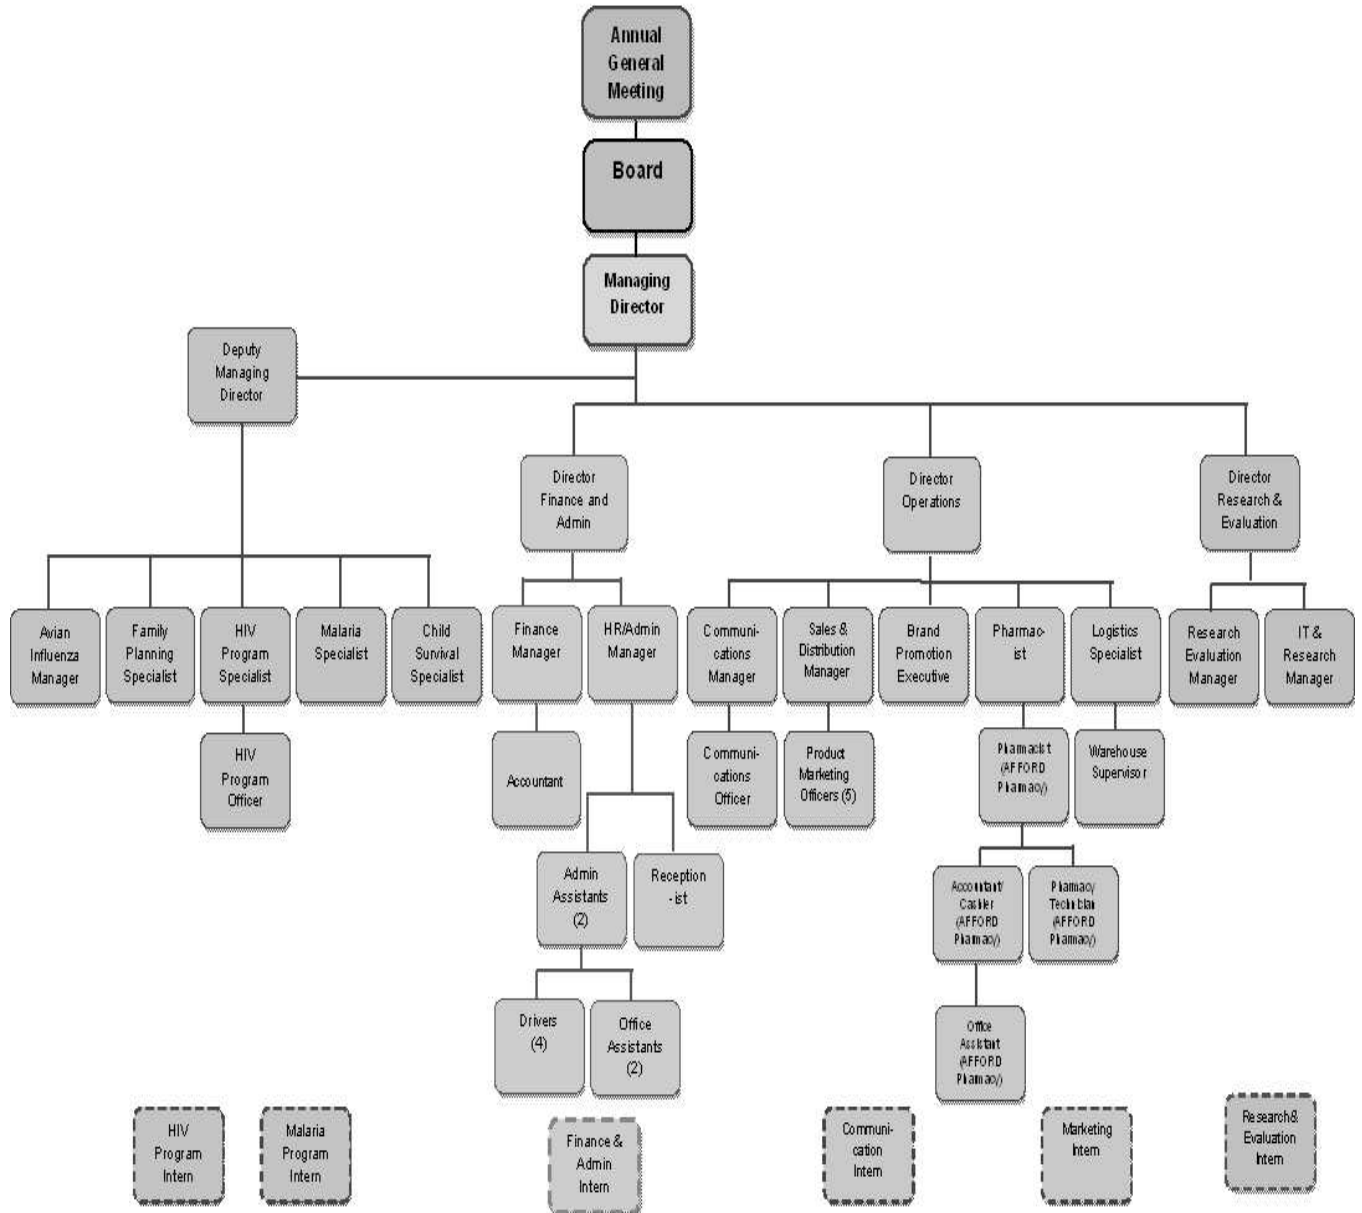 Annual
General
Meeting
Board
Managing
Director
Deputy
Managing
Director
Director
Finance and
Admin
Director
Operations
Director
Research &
Evaluation
Avian
Influenza
Manager
Family
Planning
Specialist
HIV
Program
Specialist
Malaria
Specialist
Child
Survival
Specialist
Finance
Manager
HR/Admin
Manager
Communi-
cations
Manager
Sales &
Distribution
Manager
Brand
Promotion
Executive
Pharmac-
ist
Logistics
Specialist
Research
Evaluation
Manager
IT &
Research
Manager
HIV
Program
Officer
Accountant
Communi-
cations
Officer
Product
Marketing
Officers (5)
Pharmacist
(AFFORD
Pharmacy)
Warehouse
Supervisor
Admin
Assistants
(2)
Reception
-ist
Accountant/
Cashier
(AFFORD
Pharmacy)
Pharmacy
Technician
(AFFORD
Pharmacy)
Drivers
(4)
Office
Assistants
(2)
Office
Assistant
(AFFORD
Pharmacy)
HIV
Program
Intern
Malaria
Program
Intern
Finance &
Admin
Intern
Communi-
cation
Intern
Marketing
Intern
Research&
Evaluation
Intern